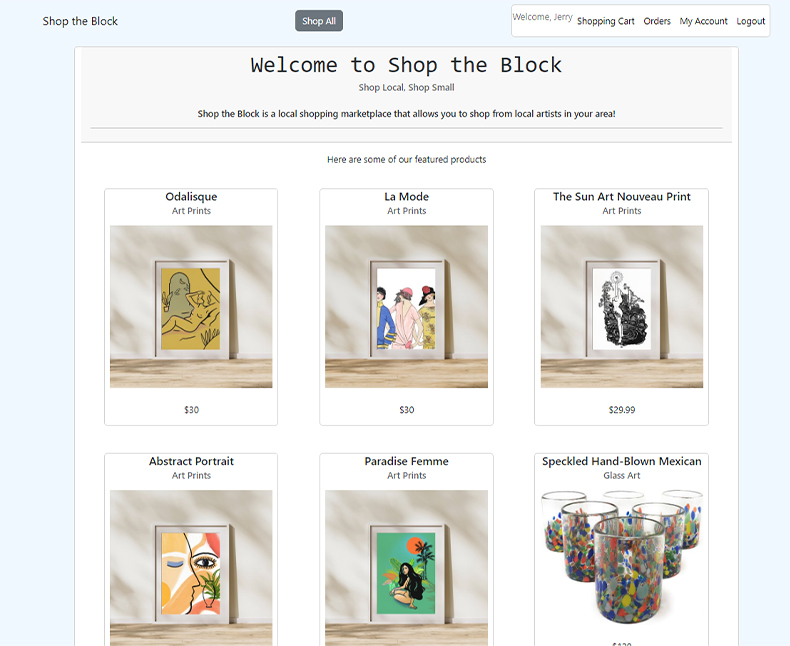 Shop the Block
Shop All
Welcome, Jerry Shopping Cart Orders My Account Logout
Welcome to Shop the Block
Shop Local, Shop Small
Shop the Block is a local shopping marketplace that allows you to shop from local artists in your area!
Here are some of our featured products
Odalisque
Art Prints
$30
La Mode
Art Prints
$30
The Sun Art Nouveau Print
Art Prints
$29.99
Abstract Portrait
Art Prints
Paradise Femme
Art Prints
Speckled Hand-Blown Mexican
Glass Art